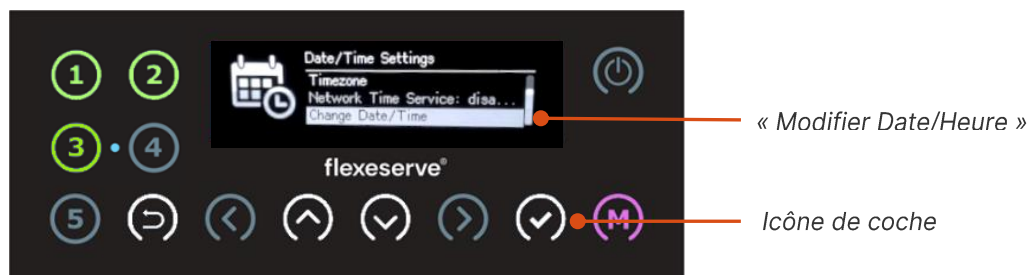 1 2
Date/Time Settings
Timezone
Network Time Service: disa...
Change Date/Time
« Modifier Date/Heure »
3 4
flexeserve®
5 M
Icône de coche